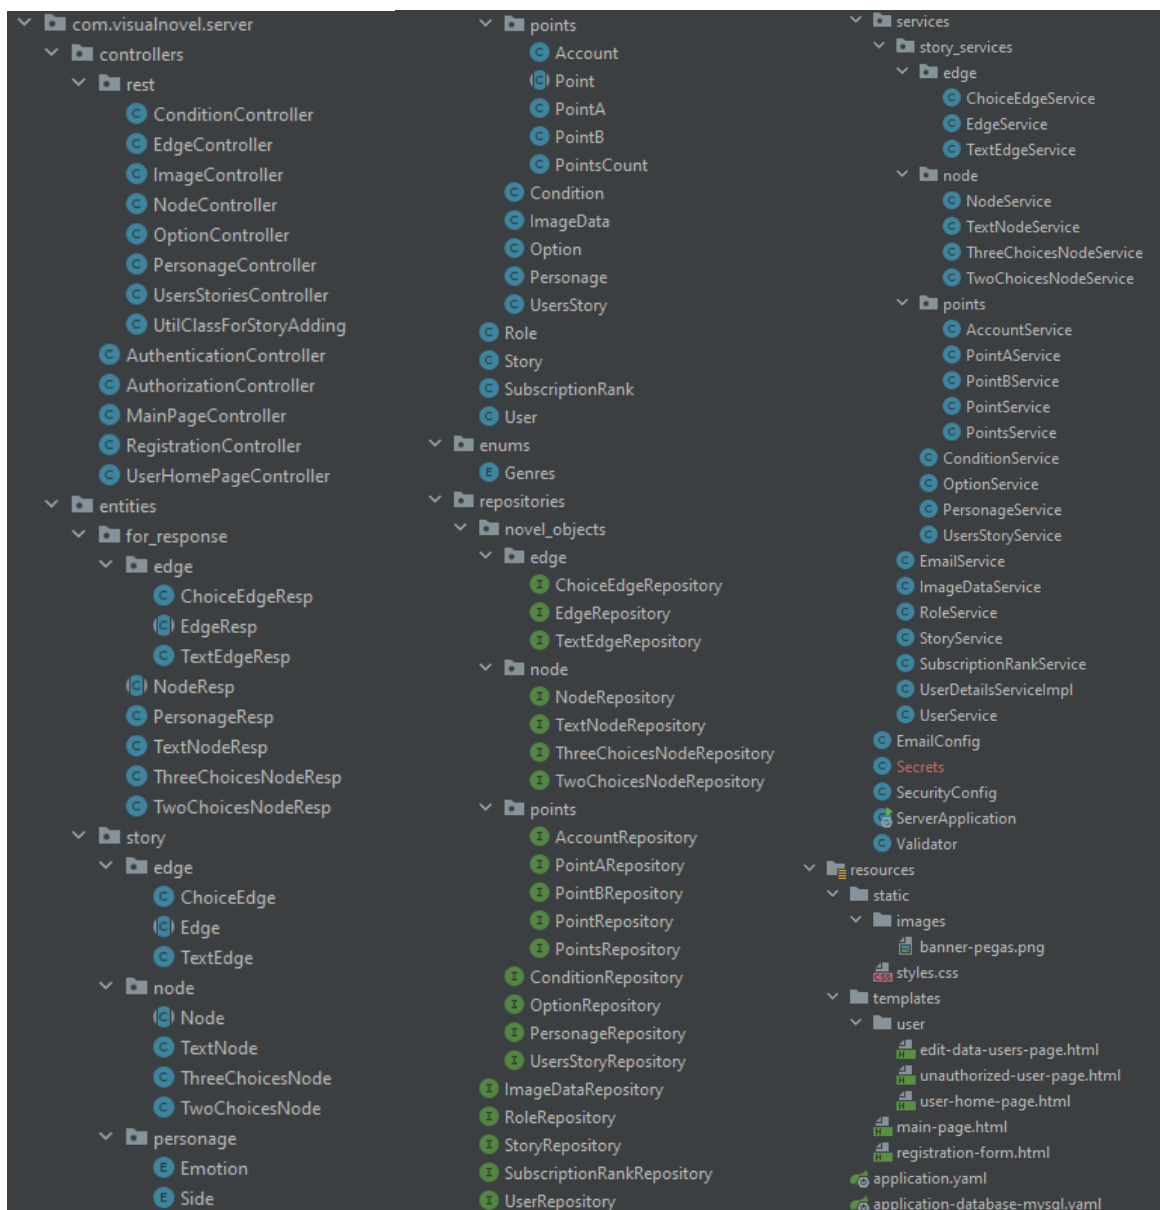 com.visualnovel.server
controllers
rest
ConditionController
EdgeController
ImageController
NodeController
OptionController
PersonageController
UsersStoriesController
UtilClassForStoryAdding
AuthenticationController
AuthorizationController
MainPageController
RegistrationController
UserHomePageController
entities
for_response
edge
ChoiceEdgeResp
EdgeResp
TextEdgeResp
NodeResp
PersonageResp
TextNodeResp
ThreeChoicesNodeResp
TwoChoicesNodeResp
story
edge
ChoiceEdge
Edge
TextEdge
node
Node
TextNode
ThreeChoicesNode
TwoChoicesNode
personage
Emotion
Side
points
Account
Point
PointA
PointB
PointsCount
Condition
ImageData
Option
Personage
UsersStory
Role
Story
SubscriptionRank
User
enums
Genres
repositories
novel_objects
edge
ChoiceEdgeRepository
EdgeRepository
TextEdgeRepository
node
NodeRepository
TextNodeRepository
ThreeChoicesNodeRepository
TwoChoicesNodeRepository
points
AccountRepository
PointARepository
PointBRepository
PointRepository
PointsRepository
ConditionRepository
OptionRepository
PersonageRepository
UsersStoryRepository
ImageDataRepository
RoleRepository
StoryRepository
SubscriptionRankRepository
UserRepository
services
story_services
edge
ChoiceEdgeService
EdgeService
TextEdgeService
node
NodeService
TextNodeService
ThreeChoicesNodeService
TwoChoicesNodeService
points
AccountService
PointAService
PointBService
PointService
PointsService
ConditionService
OptionService
PersonageService
UsersStoryService
EmailService
ImageDataService
RoleService
StoryService
SubscriptionRankService
UserDetailsServiceImpl
UserService
EmailConfig
Secrets
SecurityConfig
ServerApplication
Validator
resources
static
images
banner-pegas.png
styles.css
templates
user
edit-data-users-page.html
unauthorized-user-page.html
user-home-page.html
main-page.html
registration-form.html
application.yaml
application-database-mysql.yaml